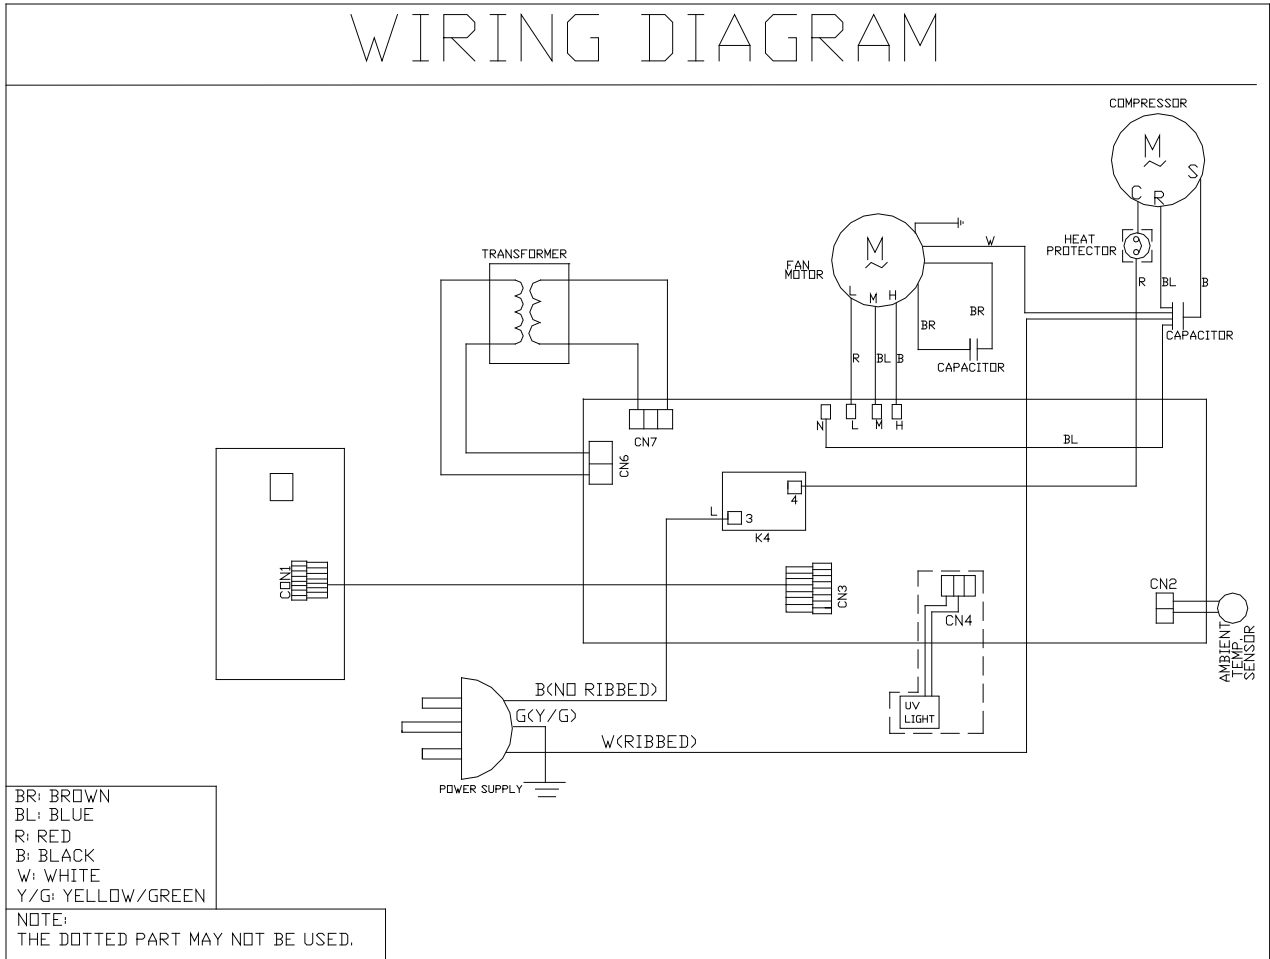 WIRING DIAGRAM
COMPRESSOR
M
S
C
R
HEAT
PROTECTOR
R
BL
B
CAPACITOR
FAN
MOTOR
M
L
M
H
W
BR
BR
CAPACITOR
R
BL
B
TRANSFORMER
CN7
CN6
N
L
M
H
BL
L
3
4
K4
CON1
CN3
CN4
CN2
AMBIENT
TEMP.
SENSOR
UV
LIGHT
B(NO RIBBED)
G(Y/G)
W(RIBBED)
POWER SUPPLY
BR: BROWN
BL: BLUE
R: RED
B: BLACK
W: WHITE
Y/G: YELLOW/GREEN
NOTE:
THE DOTTED PART MAY NOT BE USED.